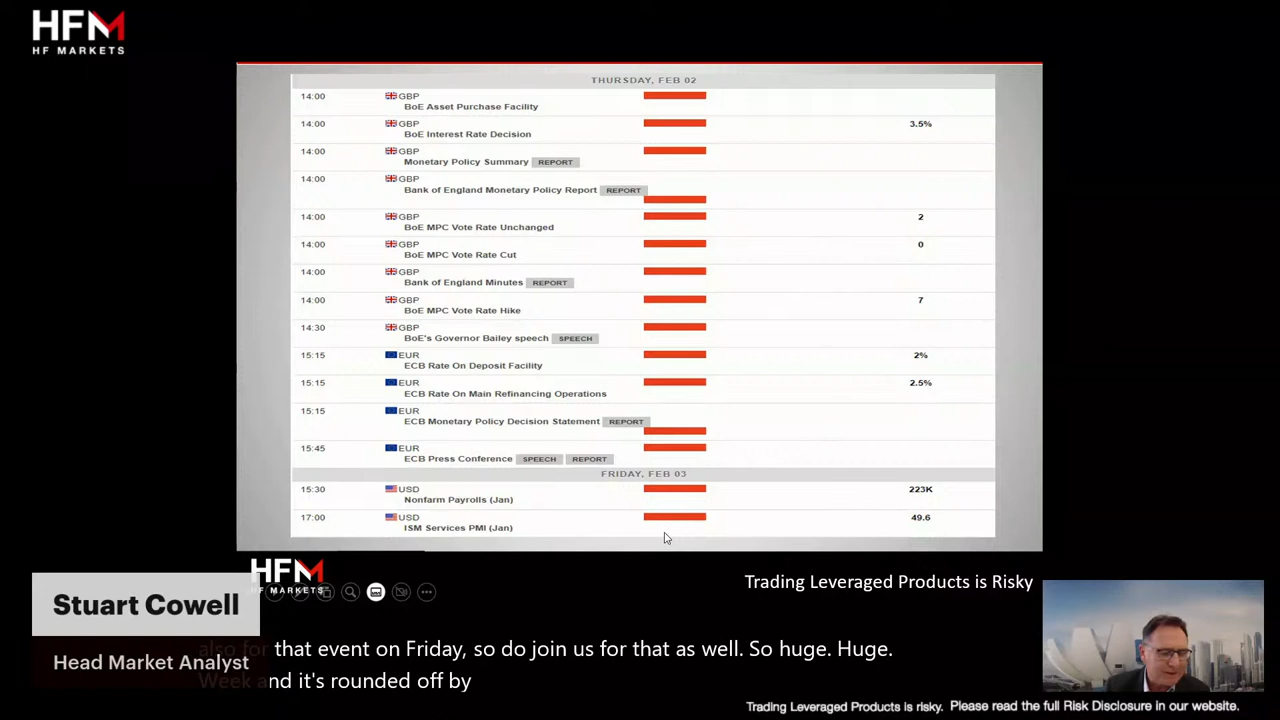 HFM
HF MARKETS
THURSDAY, FEB 02
14:00 GBP
BoE Asset Purchase Facility
14:00 GBP 3.5%
BoE Interest Rate Decision
14:00 GBP
Monetary Policy Summary REPORT
14:00 GBP
Bank of England Monetary Policy Report REPORT
14:00 GBP 2
BoE MPC Vote Rate Unchanged
14:00 GBP 0
BoE MPC Vote Rate Cut
14:00 GBP
Bank of England Minutes REPORT
14:00 GBP 7
BoE MPC Vote Rate Hike
14:30 GBP
BoE's Governor Bailey speech SPEECH
15:15 EUR 2%
ECB Rate On Deposit Facility
15:15 EUR 2.5%
ECB Rate On Main Refinancing Operations
15:15 EUR
ECB Monetary Policy Decision Statement REPORT
15:45 EUR
ECB Press Conference SPEECH REPORT
FRIDAY, FEB 03
15:30 USD 223K
Nonfarm Payrolls (Jan)
17:00 USD 49.6
ISM Services PMI (Jan)
HFM
HF MARKETS
Trading Leveraged Products is Risky
Stuart Cowell
Head Market Analyst
also for that event on Friday, so do join us for that as well. So huge. Huge.
Week and it's rounded off by
Trading Leveraged Products is risky. Please read the full Risk Disclosure in our website.